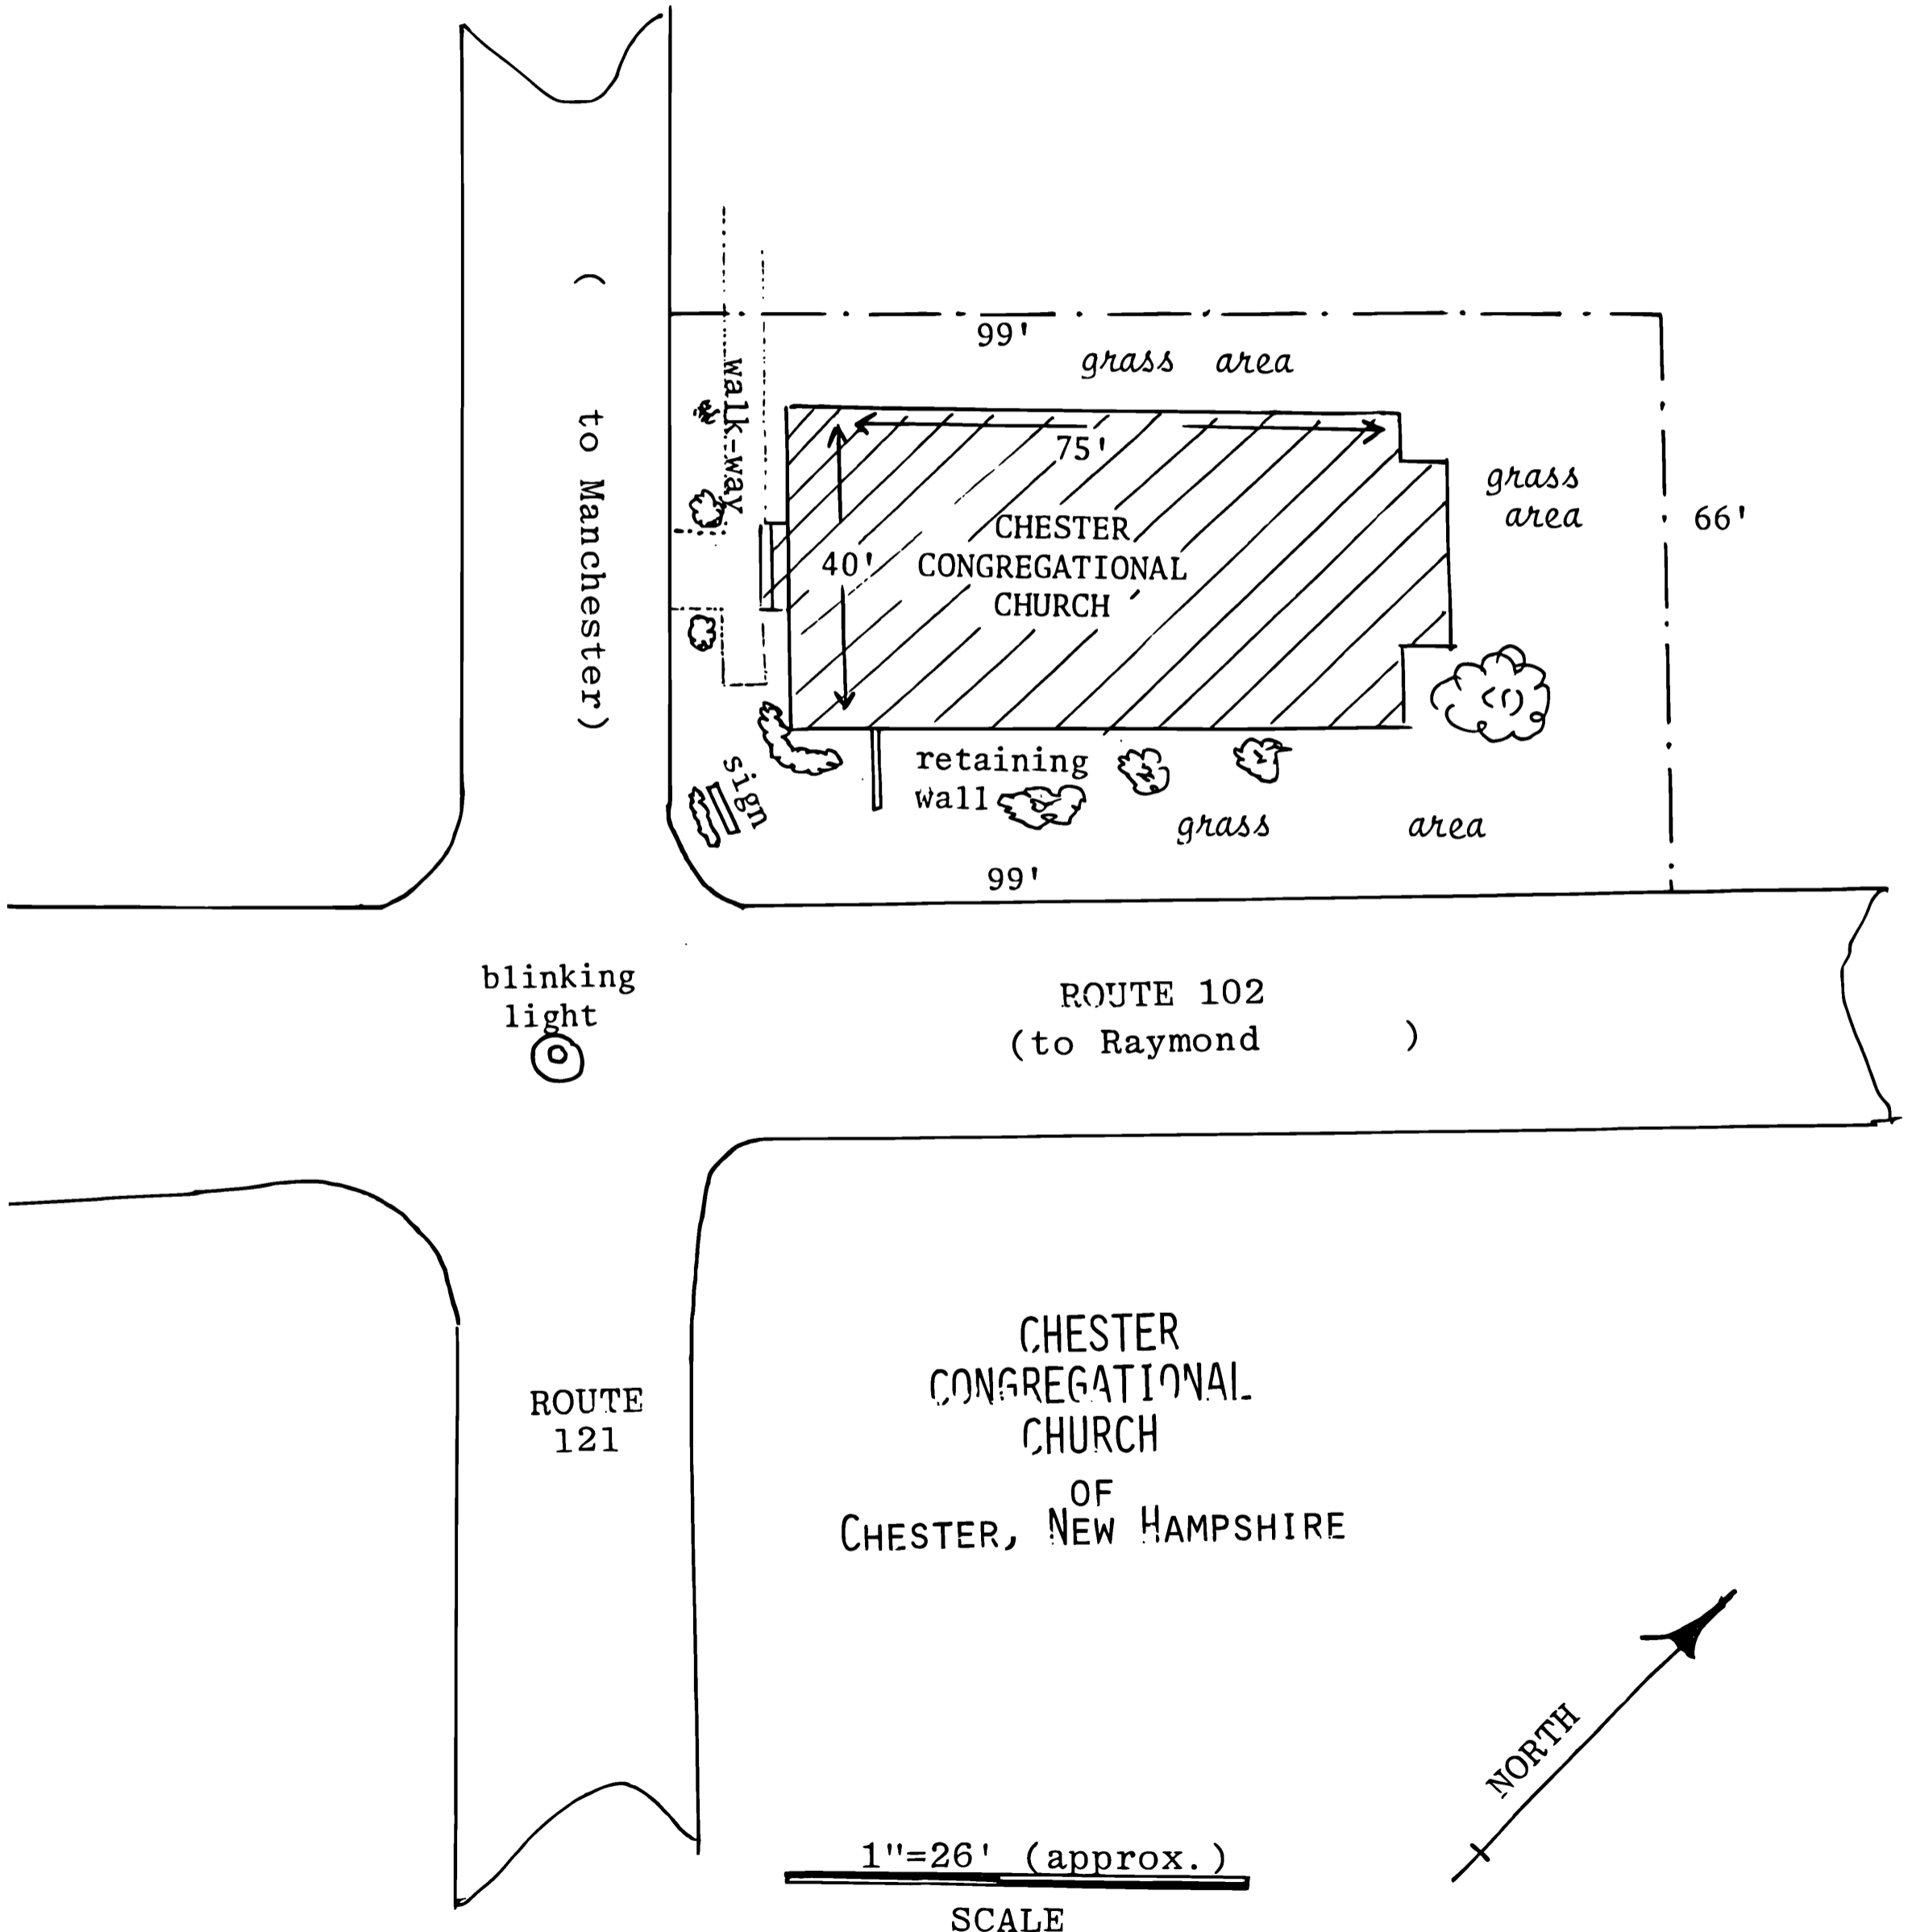 ( to Manchester)
walk-way
99'
grass area
75'
grass
area
66'
CHESTER
40' CONGREGATIONAL
CHURCH
sign
retaining
wall
grass area
99'
blinking
light
ROUTE 102
(to Raymond )
ROUTE
121
CHESTER
CONGREGATIONAL
CHURCH
OF
CHESTER, NEW HAMPSHIRE
NORTH
1"=26' (approx.)
SCALE